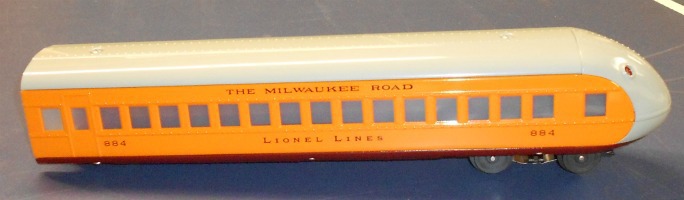 THE MILWAUKEE ROAD
884 LIONEL LINES 884